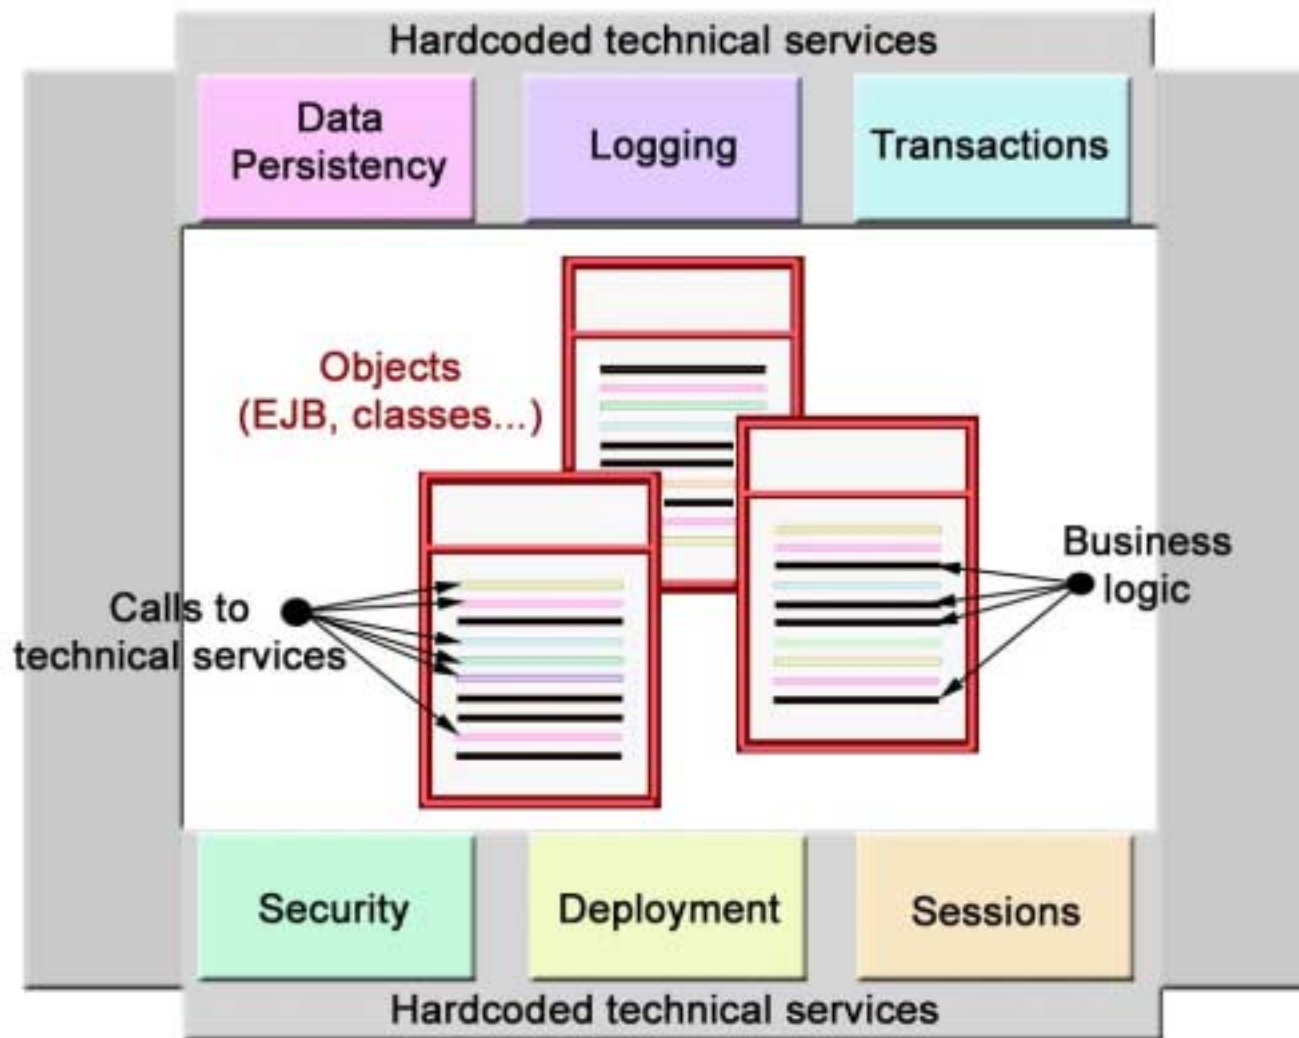 Hardcoded technical services
Data
Persistency
Logging
Transactions
Objects
(EJB, classes...)
Business
logic
Calls to
technical services
Security
Deployment
Sessions
Hardcoded technical services